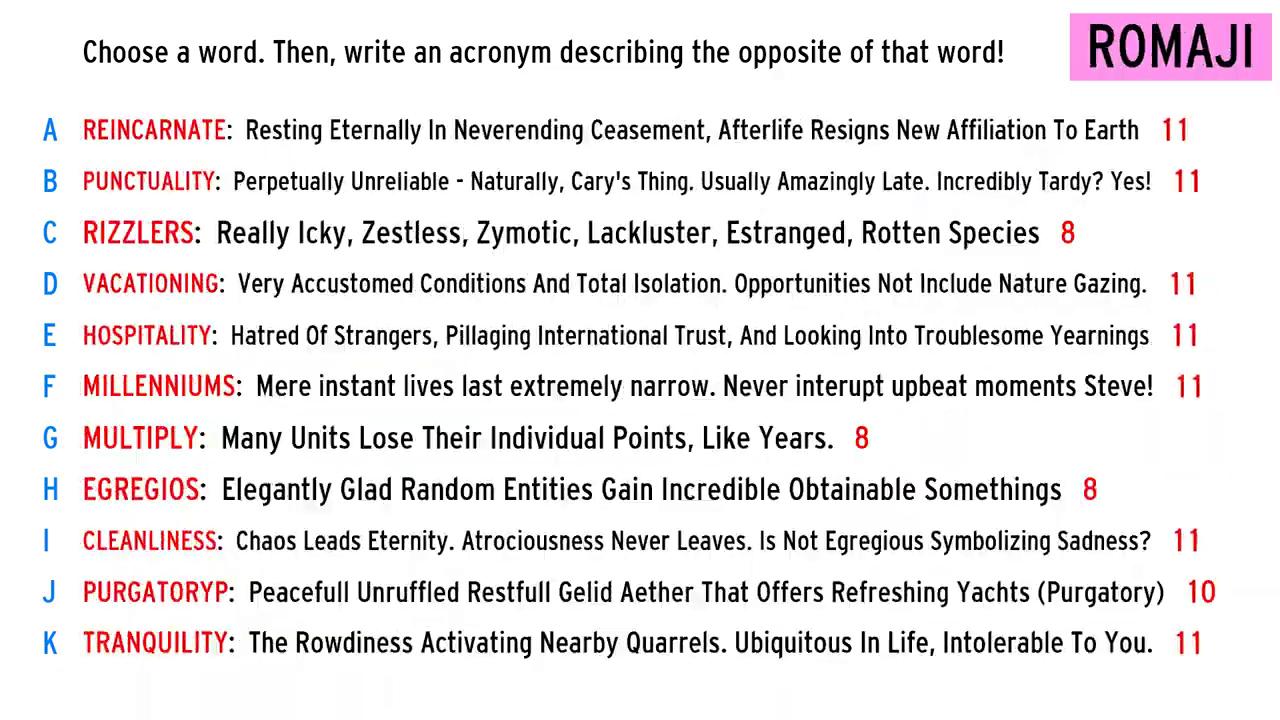 Choose a word. Then, write an acronym describing the opposite of that word!
ROMAJI
A REINCARNATE: Resting Eternally In Neverending Ceasement, Afterlife Resigns New Affiliation To Earth 11
B PUNCTUALITY: Perpetually Unreliable - Naturally, Cary's Thing. Usually Amazingly Late. Incredibly Tardy? Yes! 11
C RIZZLERS: Really Icky, Zestless, Zymotic, Lackluster, Estranged, Rotten Species 8
D VACATIONING: Very Accustomed Conditions And Total Isolation. Opportunities Not Include Nature Gazing. 11
E HOSPITALITY: Hatred Of Strangers, Pillaging International Trust, And Looking Into Troublesome Yearnings 11
F MILLENNIUMS: Mere instant lives last extremely narrow. Never interupt upbeat moments Steve! 11
G MULTIPLY: Many Units Lose Their Individual Points, Like Years. 8
H EGREGIOS: Elegantly Glad Random Entities Gain Incredible Obtainable Somethings 8
I CLEANLINESS: Chaos Leads Eternity. Atrociousness Never Leaves. Is Not Egregious Symbolizing Sadness? 11
J PURGATORYP: Peacefull Unruffled Restfull Gelid Aether That Offers Refreshing Yachts (Purgatory) 10
K TRANQUILITY: The Rowdiness Activating Nearby Quarrels. Ubiquitous In Life, Intolerable To You. 11